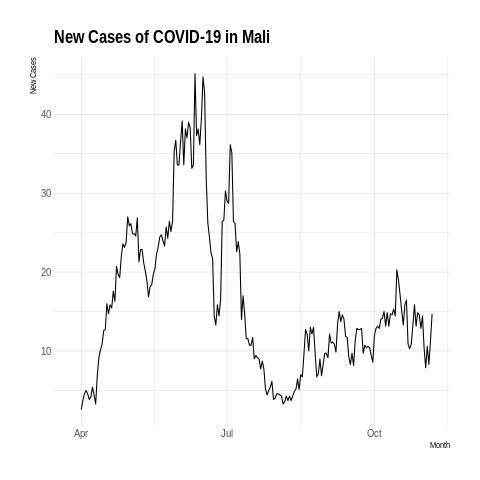 New Cases of COVID-19 in Mali
New Cases
40
30
20
10
Apr
Jul
Oct
Month